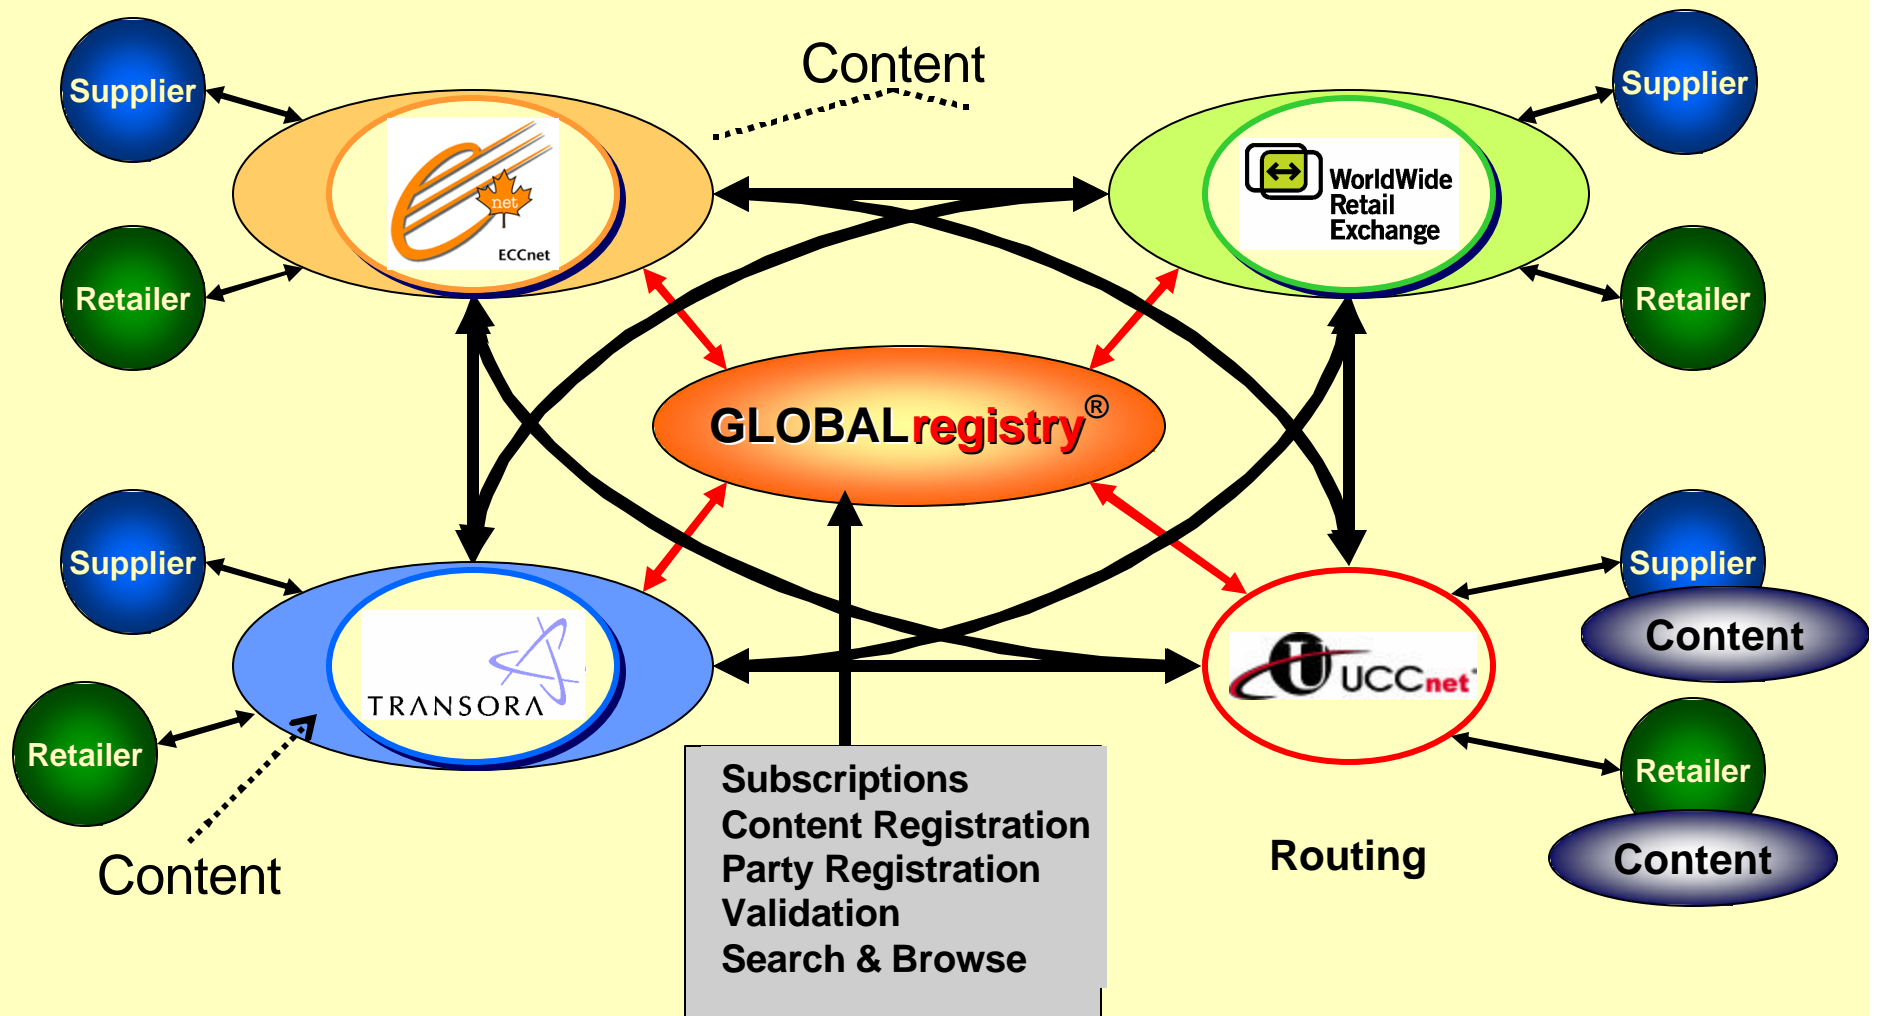 Content
Supplier
Supplier
net
ECCnet
WorldWide
Retail
Exchange
Retailer
Retailer
GLOBALregistry®
Supplier
Supplier
Content
TRANSORA
U UCCnet
Retailer
Retailer
Content
Content
Subscriptions
Content Registration
Party Registration
Validation
Search & Browse
Routing